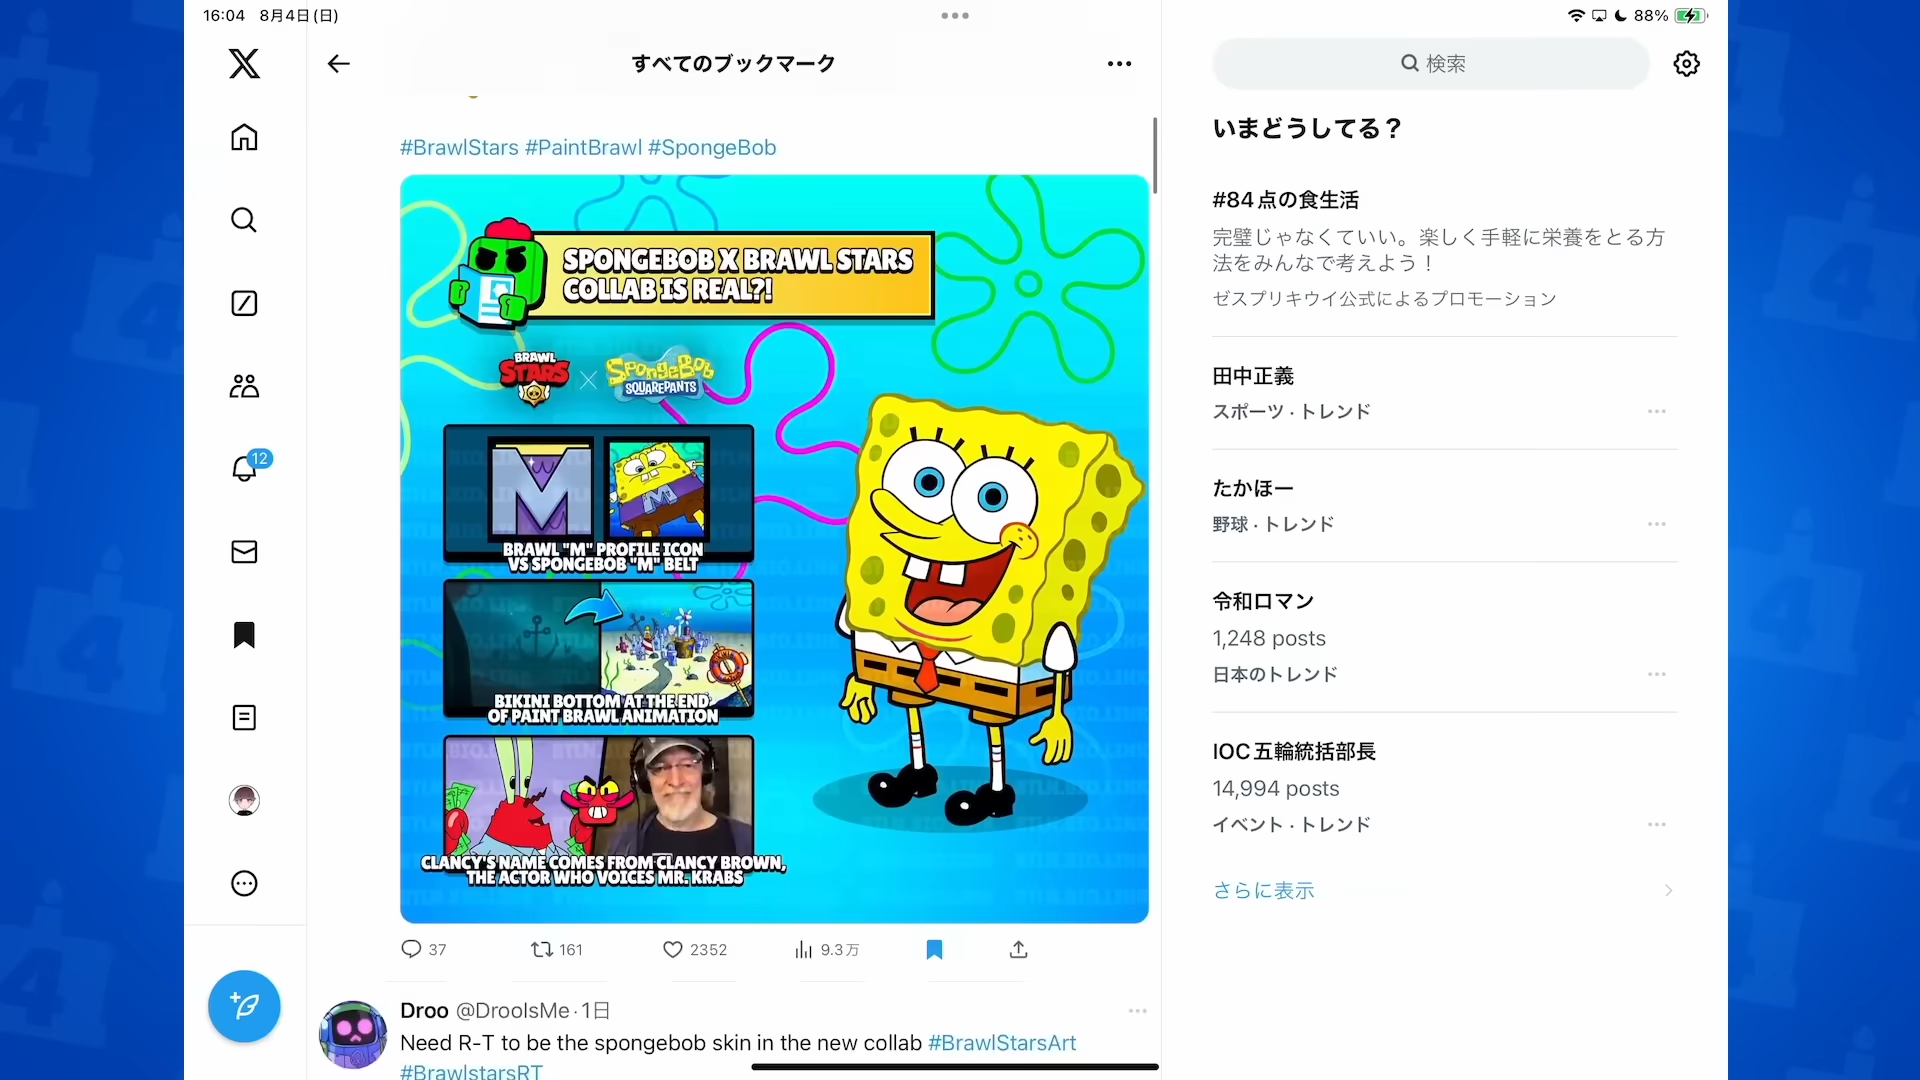 16:04 8月4日(日)
88%
すべてのブックマーク
検索
#BrawlStars #PaintBrawl #SpongeBob
SPONGEBOB X BRAWL STARS
COLLAB IS REAL?!
BRAWL
STARS
SPONGEBOB
SQUAREPANTS
M
M
BRAWL "M" PROFILE ICON
VS SPONGEBOB "M" BELT
BIKINI BOTTOM AT THE END
OF PAINT BRAWL ANIMATION
CLANCY'S NAME COMES FROM CLANCY BROWN,
THE ACTOR WHO VOICES MR. KRABS
37
161
2352
9.3万
Droo @DrooIsMe · 1日
Need R-T to be the spongebob skin in the new collab #BrawlStarsArt
#BrawlstarsRT
12
いまどうしてる？
#84点の食生活
完璧じゃなくていい。楽しく手軽に栄養をとる方
法をみんなで考えよう！
ゼスプリキウイ公式によるプロモーション
田中正義
スポーツ · トレンド
たかほー
野球 · トレンド
令和ロマン
1,248 posts
日本のトレンド
IOC五輪統括部長
14,994 posts
イベント · トレンド
さらに表示
4
4
4
4
4
4